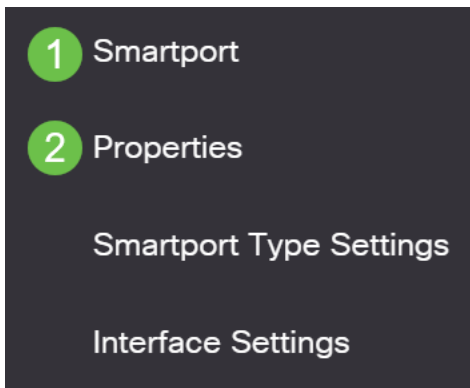 1 Smartport
2 Properties
Smartport Type Settings
Interface Settings